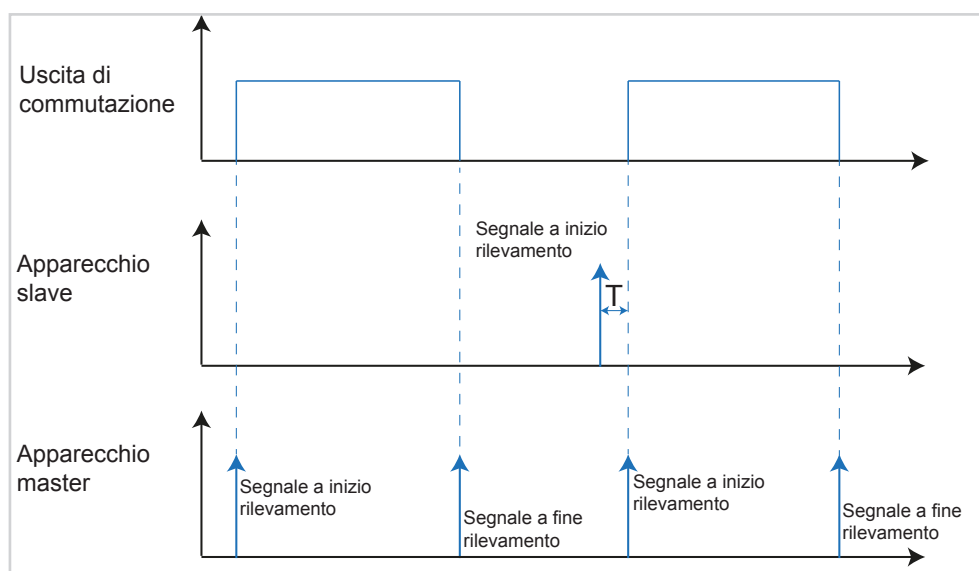 Uscita di
commutazione
Segnale a inizio
rilevamento
Apparecchio
slave
T
Apparecchio
master
Segnale a inizio
rilevamento
Segnale a fine
rilevamento
Segnale a inizio
rilevamento
Segnale a fine
rilevamento